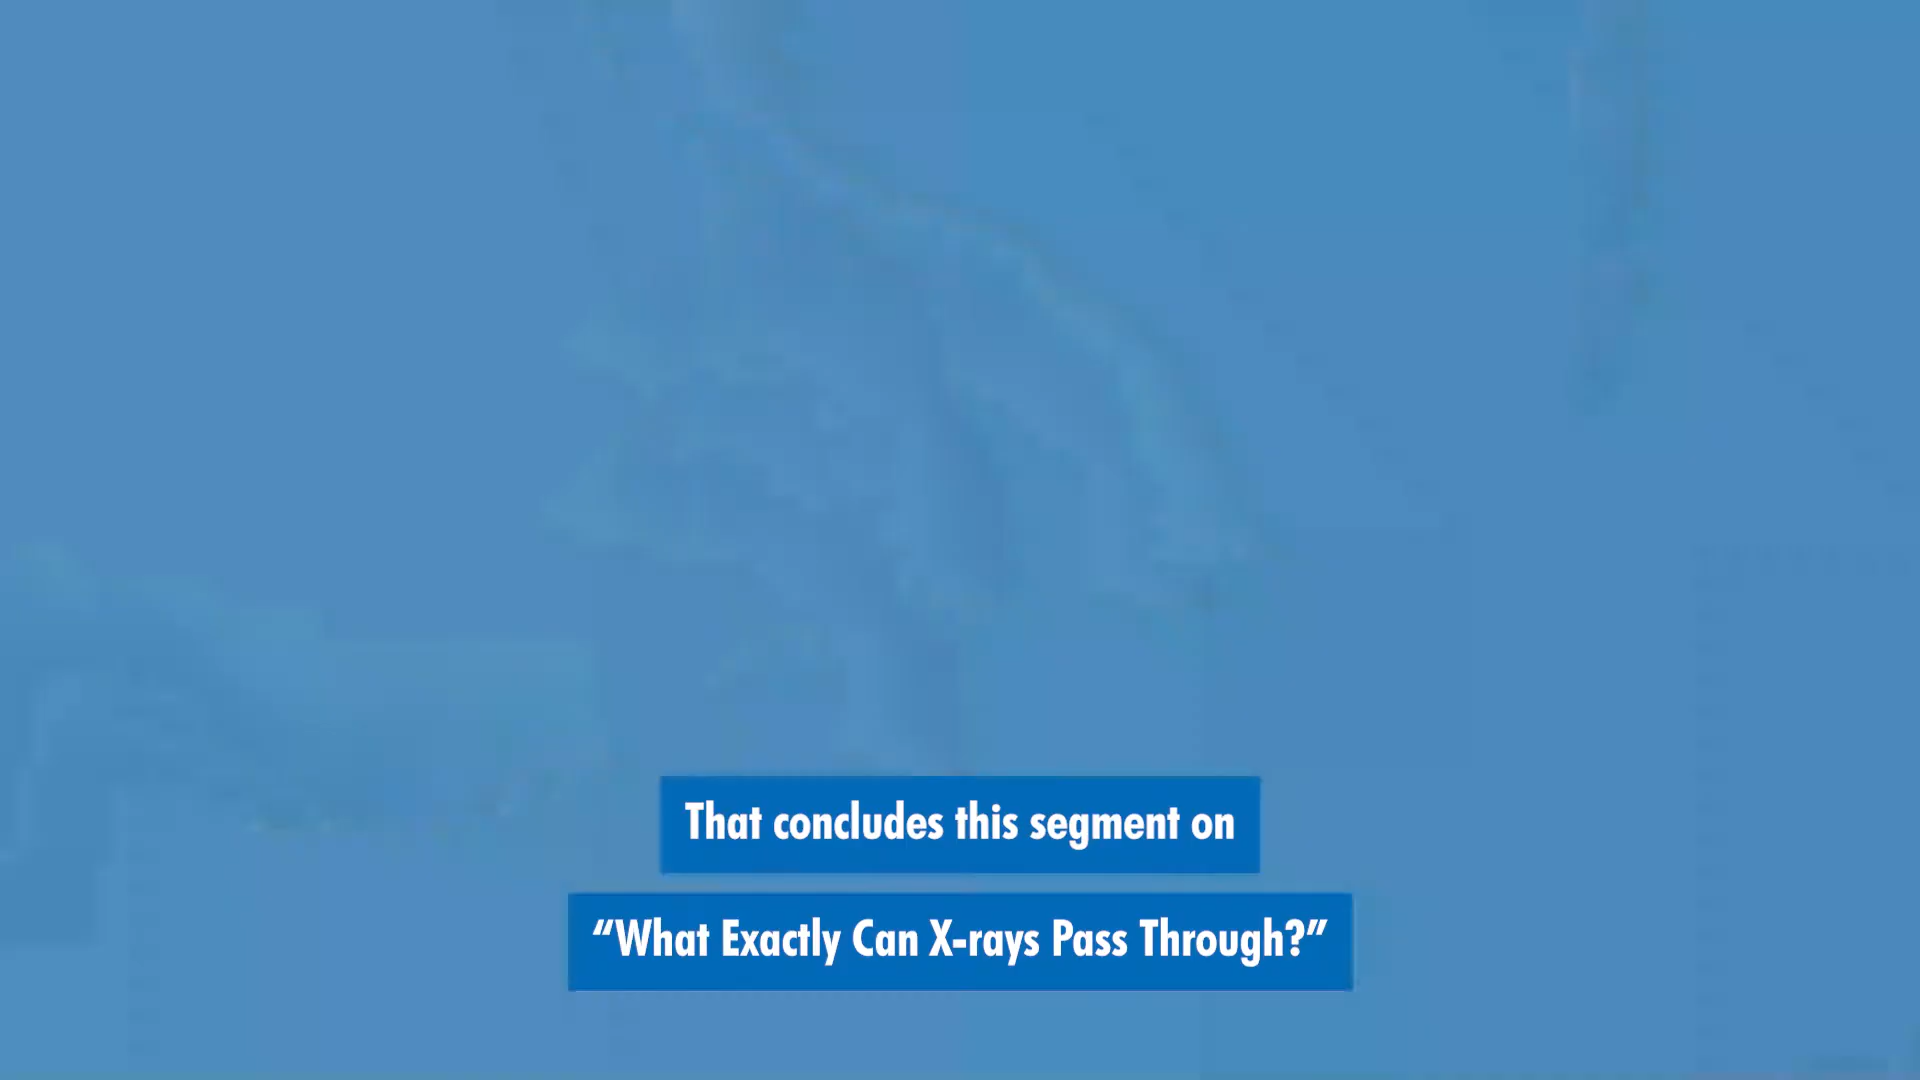 That concludes this segment on
“What Exactly Can X-rays Pass Through?”